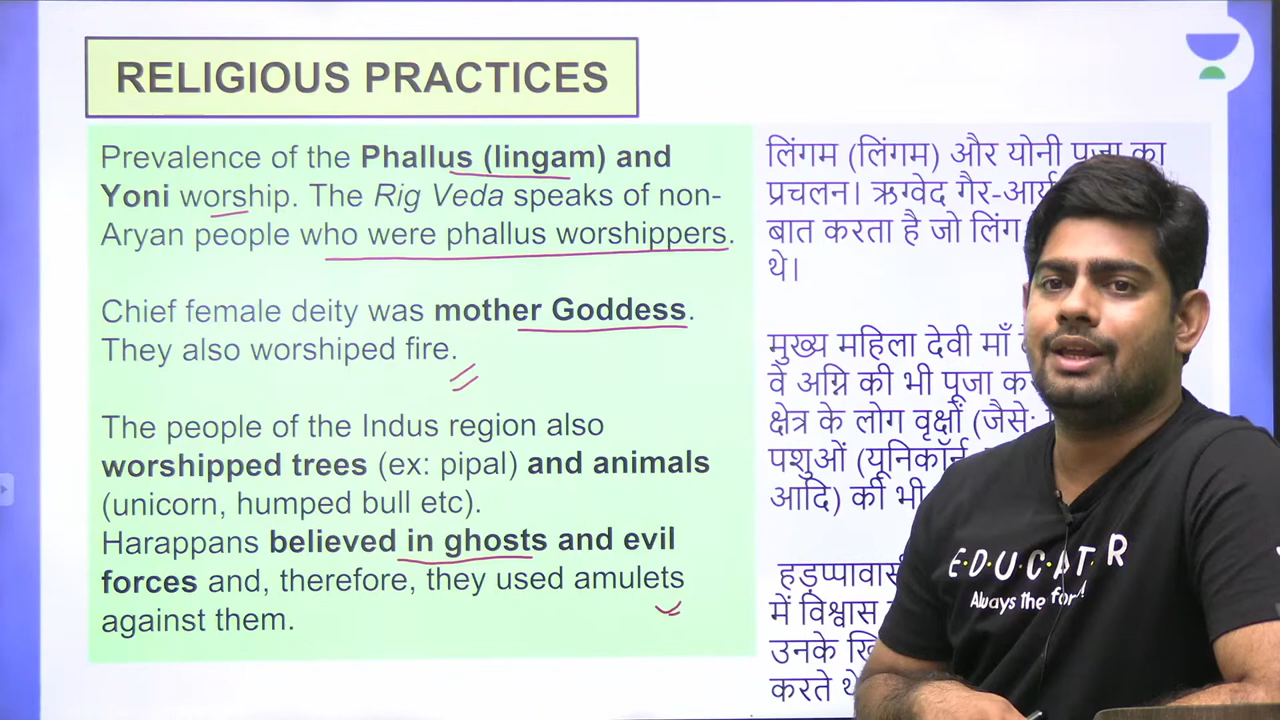 RELIGIOUS PRACTICES
Prevalence of the Phallus (lingam) and
Yoni worship. The Rig Veda speaks of non-
Aryan people who were phallus worshippers.
Chief female deity was mother Goddess.
They also worshiped fire.
The people of the Indus region also
worshipped trees (ex: pipal) and animals
(unicorn, humped bull etc).
Harappans believed in ghosts and evil
forces and, therefore, they used amulets
against them.
लिंगम (लिंगम) और योनी पूजा का
प्रचलन। ऋग्वेद
बात करता है जो लिंग
थे।
मुख्य महिला देवी माँ
वे अग्नि की भी पूजा
क्षेत्र के लोग वृक्षों (जैसे:
पशुओं (यूनिकॉर्न,
आदि) की भी
में विश्वास
उनके
करते थे
E.D.U.C.A.T.R
Always the